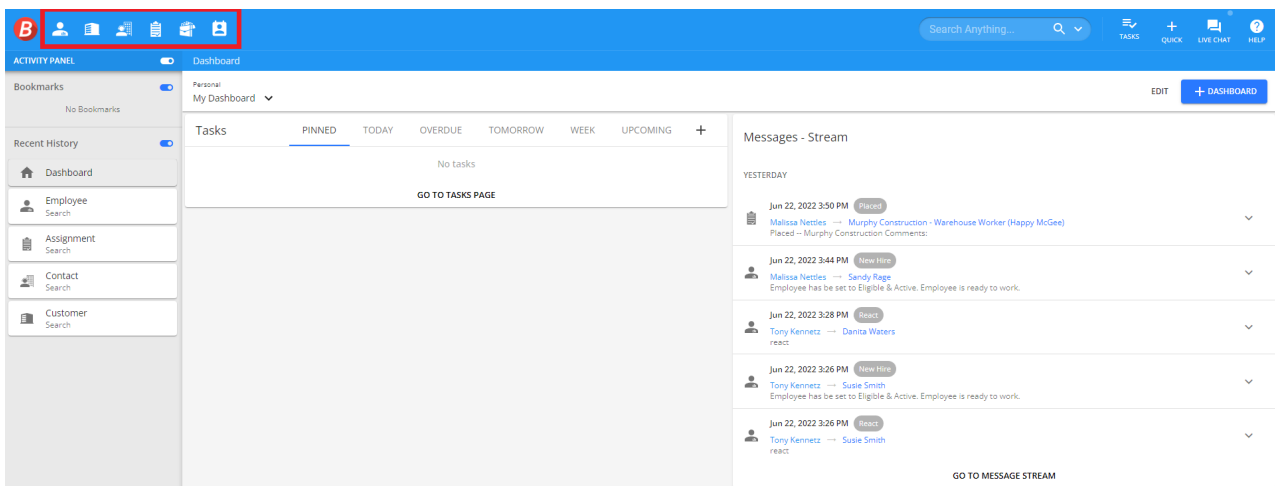 B
Search Anything...
TASKS
QUICK
LIVE CHAT
HELP
ACTIVITY PANEL
Dashboard
Bookmarks
No Bookmarks
Recent History
Dashboard
Employee
Search
Assignment
Search
Contact
Search
Customer
Search
Personal
My Dashboard
EDIT
+ DASHBOARD
Tasks PINNED TODAY OVERDUE TOMORROW WEEK UPCOMING +
No tasks
GO TO TASKS PAGE
Messages - Stream
YESTERDAY
Jun 22, 2022 3:50 PM Placed
Malissa Nettles → Murphy Construction - Warehouse Worker (Happy McGee)
Placed -- Murphy Construction Comments:
Jun 22, 2022 3:44 PM New Hire
Malissa Nettles → Sandy Rage
Employee has be set to Eligible & Active. Employee is ready to work.
Jun 22, 2022 3:28 PM React
Tony Kennetz → Danita Waters
react
Jun 22, 2022 3:26 PM New Hire
Tony Kennetz → Susie Smith
Employee has be set to Eligible & Active. Employee is ready to work.
Jun 22, 2022 3:26 PM React
Tony Kennetz → Susie Smith
react
GO TO MESSAGE STREAM